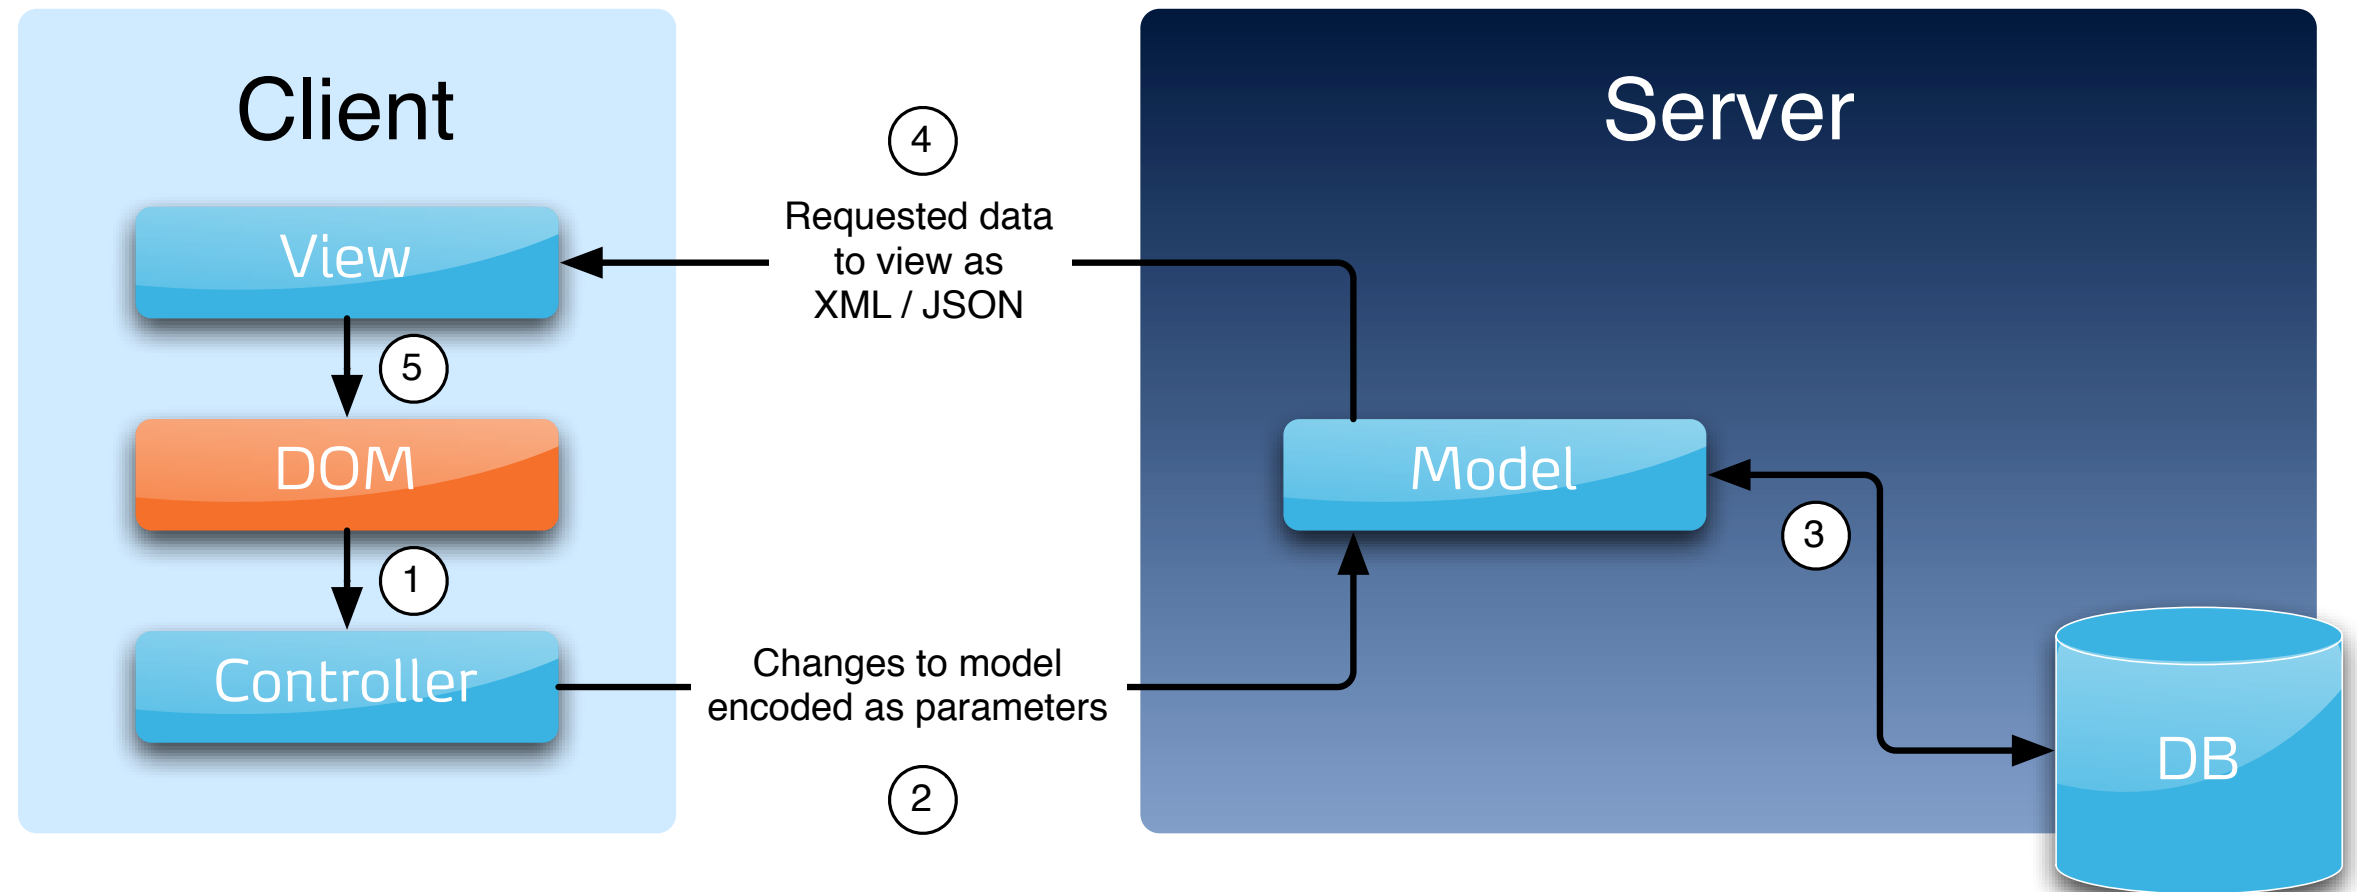 Client
Server
4
Requested data
to view as
XML / JSON
View
5
DOM
Model
3
1
Controller
Changes to model
encoded as parameters
2
DB